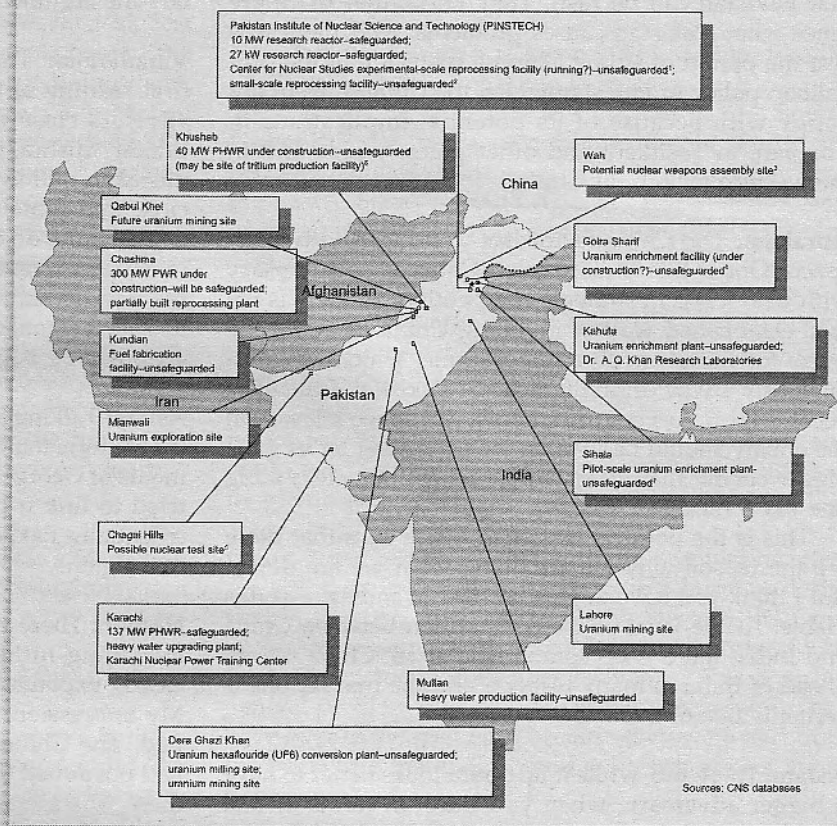 Pakistan Institute of Nuclear Science and Technology (PINSTECH)
10 MW research reactor–safeguarded;
27 kW research reactor–safeguarded;
Center for Nuclear Studies experimental-scale reprocessing facility (running?)–unsafeguarded¹;
small-scale reprocessing facility–unsafeguarded²
Khushab
40 MW PHWR under construction–unsafeguarded
(may be site of tritium production facility)⁶
Wah
Potential nuclear weapons assembly site³
China
Qabul Khel
Future uranium mining site
Golra Sharif
Uranium enrichment facility (under
construction?)–unsafeguarded⁴
Chashma
300 MW PWR under
construction–will be safeguarded;
partially built reprocessing plant
Afghanistan
Kahuta
Uranium enrichment plant–unsafeguarded;
Dr. A. Q. Khan Research Laboratories
Kundian
Fuel fabrication
facility–unsafeguarded
Iran
Pakistan
Mianwali
Uranium exploration site
Sihala
Pilot-scale uranium enrichment plant-
unsafeguarded⁷
India
Chagai Hills
Possible nuclear test site⁵
Karachi
137 MW PHWR–safeguarded;
heavy water upgrading plant;
Karachi Nuclear Power Training Center
Lahore
Uranium mining site
Multan
Heavy water production facility–unsafeguarded
Dera Ghazi Khan
Uranium hexaflouride (UF6) conversion plant–unsafeguarded;
uranium milling site;
uranium mining site
Sources: CNS databases